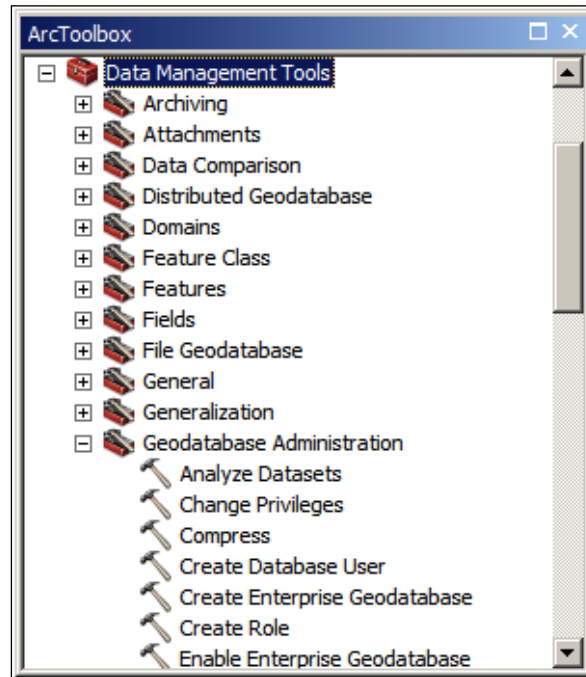 ArcToolbox
Data Management Tools
Archiving
Attachments
Data Comparison
Distributed Geodatabase
Domains
Feature Class
Features
Fields
File Geodatabase
General
Generalization
Geodatabase Administration
Analyze Datasets
Change Privileges
Compress
Create Database User
Create Enterprise Geodatabase
Create Role
Enable Enterprise Geodatabase